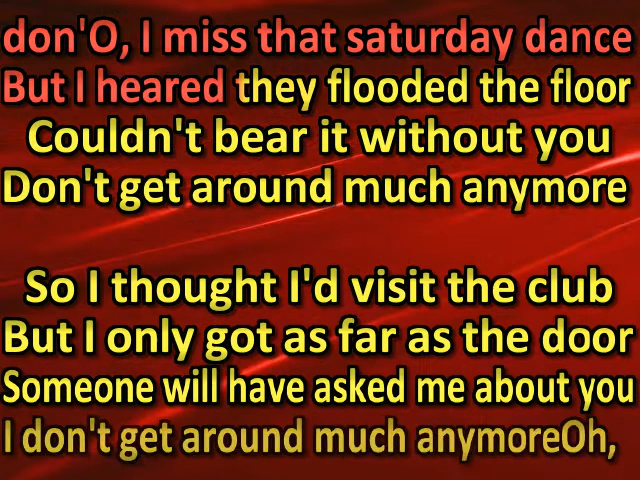 don'O, I miss that saturday dance
But I heared they flooded the floor
Couldn't bear it without you
Don't get around much anymore
So I thought I'd visit the club
But I only got as far as the door
Someone will have asked me about you
I don't get around much anymoreOh,